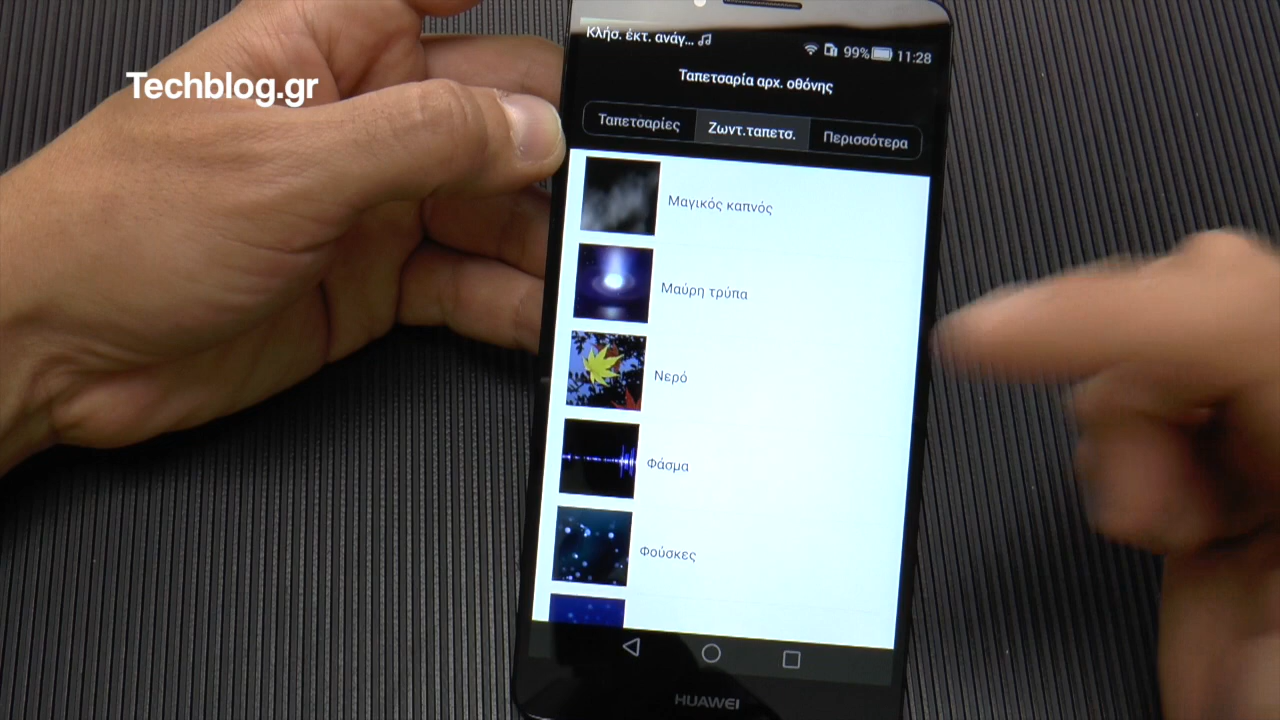 Techblog.gr
Κλήσ. έκτ. ανάγ...
99% 11:28
Ταπετσαρία αρχ. οθόνης
Ταπετσαρίες Ζωντ.ταπετσ. Περισσότερα
Μαγικός καπνός
Μαύρη τρύπα
Νερό
Φάσμα
Φούσκες
HUAWEI